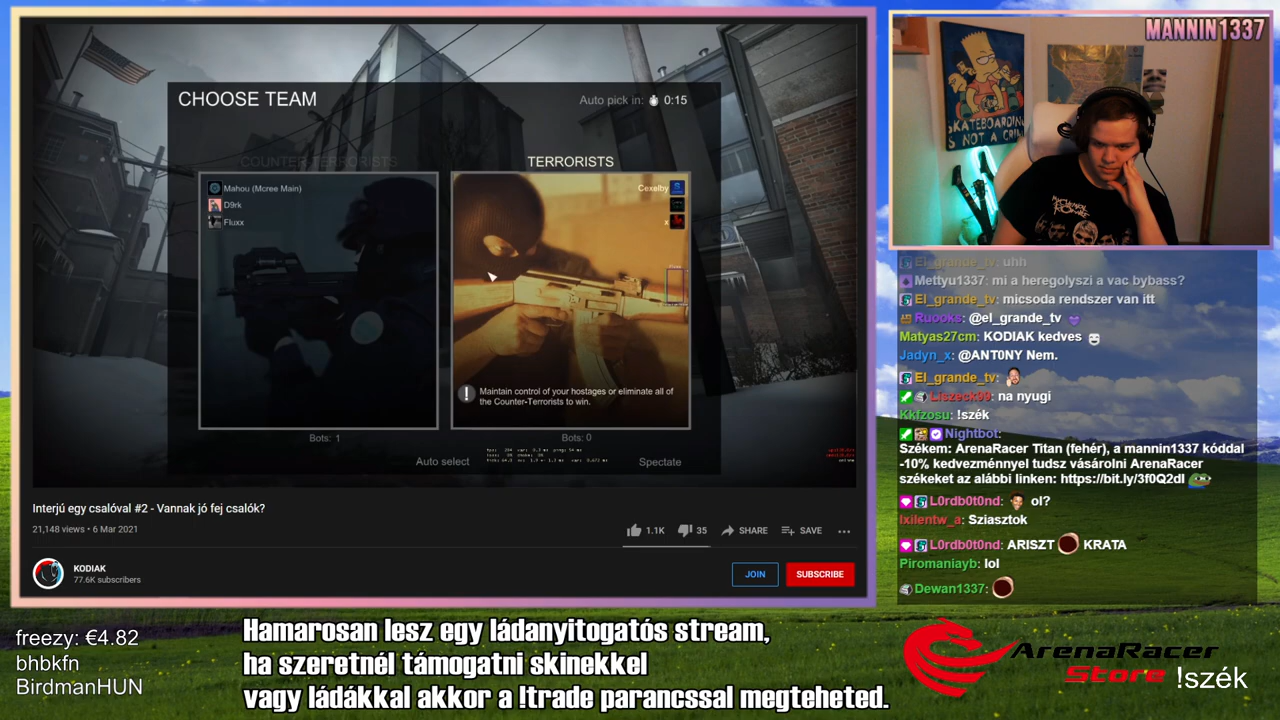 CHOOSE TEAM
Auto pick in: 0:15
COUNTER-TERRORISTS
TERRORISTS
Mahou (Mcree Main)
D9rk
Fluxx
Cexelby
x
Maintain control of your hostages or eliminate all of
the Counter-Terrorists to win.
Bots: 1
Bots: 0
Auto select
Spectate
Interjú egy csalóval #2 - Vannak jó fej csalók?
21,148 views • 6 Mar 2021
1.1K
35
SHARE
SAVE
KODIAK
77.6K subscribers
JOIN
SUBSCRIBE
MANNIN1337
SKATEBOARDING
IS NOT A CRIME
El_grande_tv: uhh
Mettyu1337: mi a heregolyszi a vac bybass?
El_grande_tv: micsoda rendszer van itt
Ruooks: @el_grande_tv
Matyas27cm: KODIAK kedves
Jadyn_x: @ANT0NY Nem.
El_grande_tv:
Liszeck99: na nyugi
Kkfzosu: !szék
Nightbot:
Székem: ArenaRacer Titan (fehér), a mannin1337 kóddal
-10% kedvezménnyel tudsz vásárolni ArenaRacer
székeket az alábbi linken: https://bit.ly/3f0Q2dl
L0rdb0t0nd: ol?
Ixilentw_a: Sziasztok
L0rdb0t0nd: ARISZT KRATA
Piromaniayb: lol
Dewan1337:
freezy: €4.82
bhbkfn
BirdmanHUN
Hamarosan lesz egy ládanyitogatós stream,
ha szeretnél támogatni skinekkel
vagy ládákkal akkor a !trade parancssal megteheted.
ArenaRacer
Store
!szék